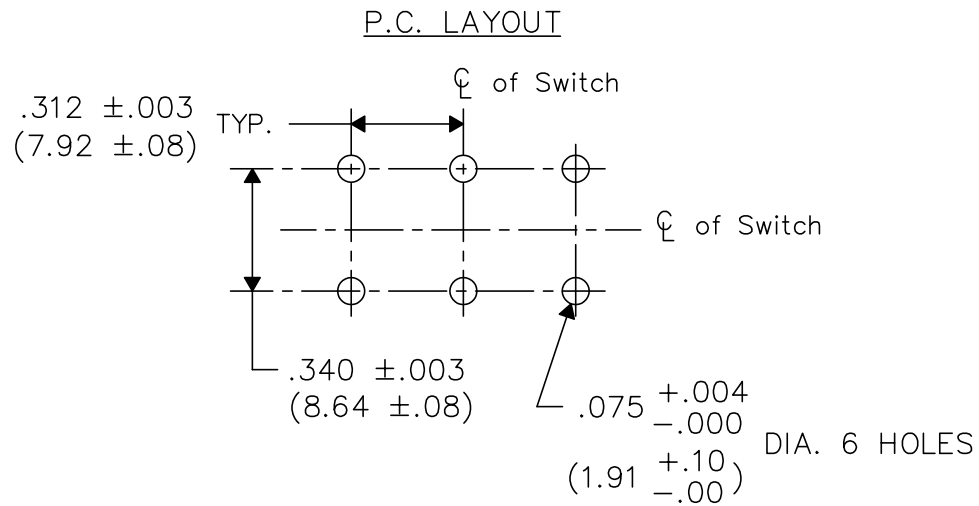 P.C. LAYOUT
℄ of Switch
.312 ±.003
(7.92 ±.08)
TYP.
℄ of Switch
.340 ±.003
(8.64 ±.08)
.075 +.004
-.000
(1.91 +.10
-.00)
DIA. 6 HOLES